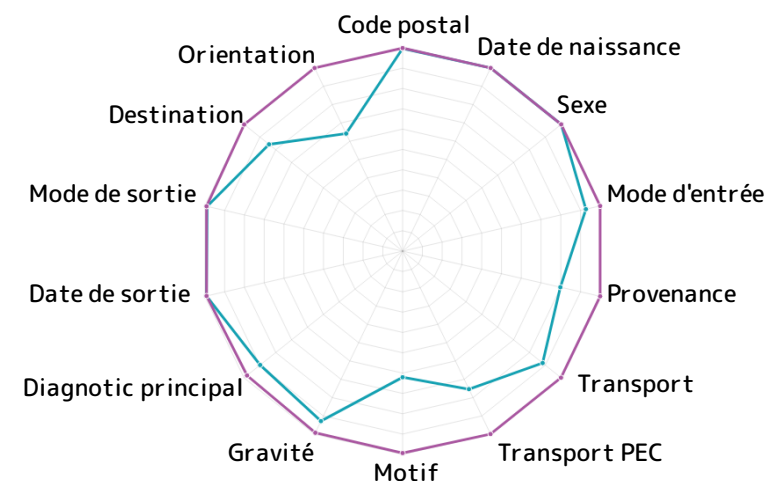 Code postal
Date de naissance
Orientation
Sexe
Destination
Mode de sortie
Mode d'entrée
Date de sortie
Provenance
Diagnotic principal
Transport
Gravité
Transport PEC
Motif